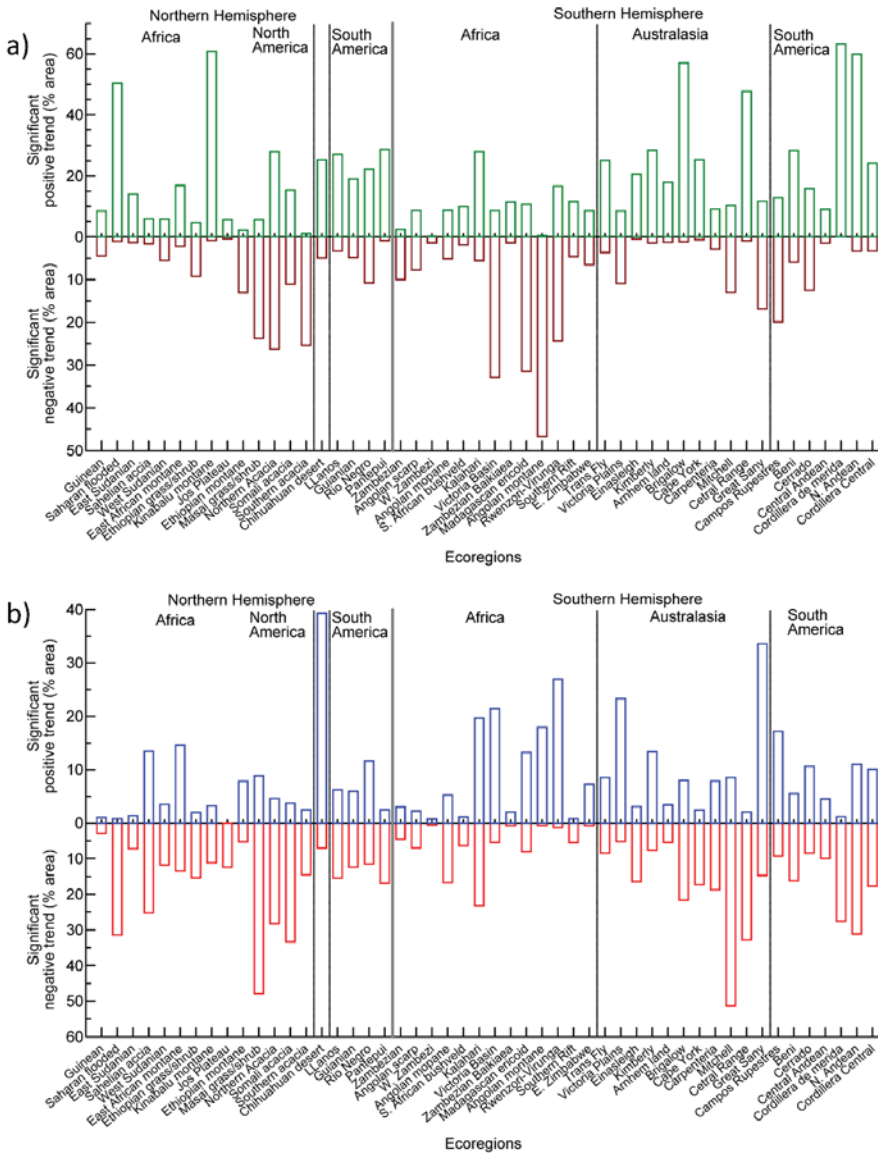 a)
Northern Hemisphere
Southern Hemisphere
Africa
North
America
South
America
Africa
Australasia
South
America
Significant
positive trend (% area)
60
40
20
0
Significant
negative trend (% area)
10
20
30
40
50
Guinean
Saharan flooded
East Sudanian
Sahelian accia
West Sudanian
East African montane
Ethiopian grass/shrub
Kinabalu montane
Jos Plateau
Ethiopian montane
Masai grass/shrub
Northern Acacia
Somali acacia
Southern acacia
Chihuahuan desert
LLanos
Guianan
Rio Negro
Pantepui
Zambezian
Angolan scarp
W. Zambezi
Angolan mopane
S. African bushveld
Kalahari
Victoria Basin
Zambezian Baikiaea
Madagascar ericoid
Angolan montane
Rwenzori Virunga
Southern Rift
E. Zimbabwe
Trans Fly
Victoria Plains
Einasleigh
Kimberly
Arnhem land
Brigalow
Cape York
Carpenteria
Mitchell
Cetral Range
Great Sany
Campos Rupestres
Beni
Cerrado
Central Andean
Cordillera de merida
N. Andean
Cordillera Central
Ecoregions
b)
Northern Hemisphere
Southern Hemisphere
Africa
North
America
South
America
Africa
Australasia
South
America
Significant
positive trend (% area)
40
30
20
10
0
Significant
negative trend (% area)
10
20
30
40
50
60
Guinean
Saharan flooded
East Sudanian
Sahelian accia
West Sudanian
East African montane
Ethiopian grass/shrub
Kinabalu montane
Jos Plateau
Ethiopian montane
Masai grass/shrub
Northern Acacia
Somali acacia
Southern acacia
Chihuahuan desert
LLanos
Guianan
Rio Negro
Pantepui
Zambezian
Angolan scarp
W. Zambezi
Angolan mopane
S. African bushveld
Kalahari
Victoria Basin
Zambezian Baikiaea
Madagascar ericoid
Angolan montane
Rwenzori Virunga
Southern Rift
E. Zimbabwe
Trans Fly
Victoria Plains
Einasleigh
Kimberly
Arnhem land
Brigalow
Cape York
Carpenteria
Mitchell
Cetral Range
Great Sany
Campos Rupestres
Beni
Cerrado
Central Andean
Cordillera de merida
N. Andean
Cordillera Central
Ecoregions